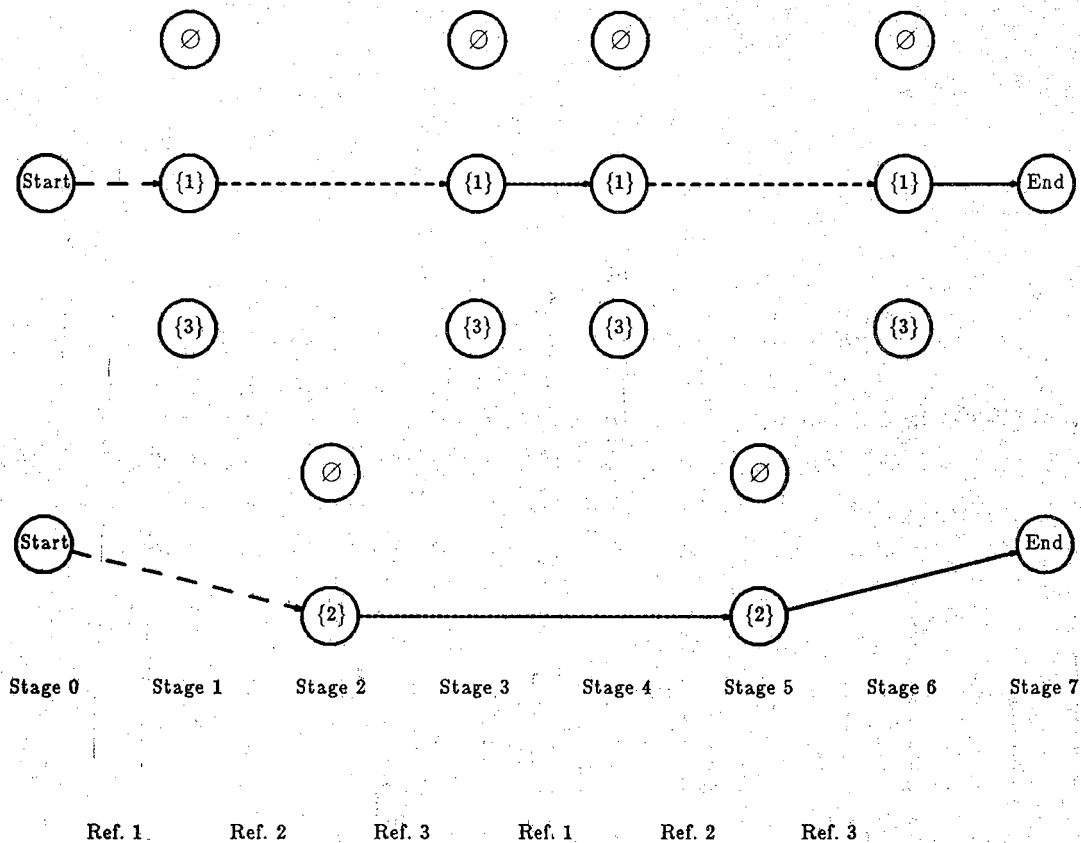 ∅ ∅ ∅ ∅
Start {1} {1} {1} {1} End
{3} {3} {3} {3}
∅ ∅
Start End
{2} {2}
Stage 0 Stage 1 Stage 2 Stage 3 Stage 4 Stage 5 Stage 6 Stage 7
Ref. 1 Ref. 2 Ref. 3 Ref. 1 Ref. 2 Ref. 3